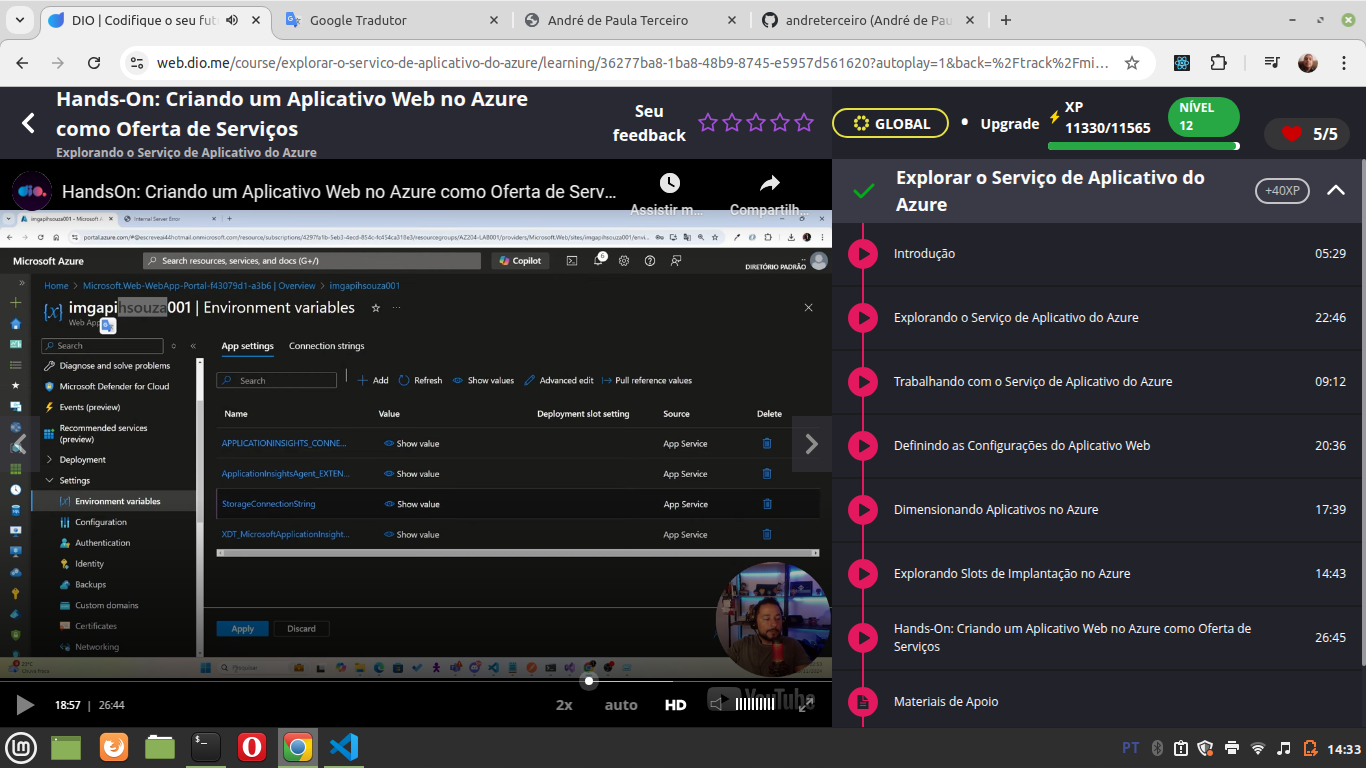 DIO | Codifique o seu fut
Google Tradutor
André de Paula Terceiro
andreterceiro (André de Pau
web.dio.me/course/explorar-o-servico-de-aplicativo-do-azure/learning/36277ba8-1ba8-48b9-8745-e5957d561620?autoplay=1&back=%2Ftrack%2Fmi...
Hands-On: Criando um Aplicativo Web no Azure
como Oferta de Serviços
Explorando o Serviço de Aplicativo do Azure
Seu
feedback
GLOBAL
Upgrade
XP
11330/11565
NÍVEL
12
5/5
HandsOn: Criando um Aplicativo Web no Azure como Oferta de Serv...
Assistir m...
Compartilh...
imgapihsouza001 - Microsoft A
Internal Server Error
Microsoft Azure
Search resources, services, and docs (G+/)
Copilot
6
DIRETÓRIO PADRÃO
Home > Microsoft.Web-WebApp-Portal-f43079d1-a3b6 | Overview > imgapihsouza001
imgapihsouza001 | Environment variables
Web App
Search
App settings
Connection strings
Diagnose and solve problems
Microsoft Defender for Cloud
Events (preview)
Recommended services
(preview)
Deployment
Settings
Environment variables
Configuration
Authentication
Identity
Backups
Custom domains
Certificates
Networking
Search
Add
Refresh
Show values
Advanced edit
Pull reference values
Name
Value
Deployment slot setting
Source
Delete
APPLICATIONINSIGHTS_CONNE...
Show value
App Service
ApplicationInsightsAgent_EXTEN...
Show value
App Service
StorageConnectionString
Show value
App Service
XDT_MicrosoftApplicationInsight...
Show value
App Service
Apply
Discard
18:57 | 26:44
2x
auto
HD
YouTube
Explorar o Serviço de Aplicativo do
Azure
+40XP
Introdução
05:29
Explorando o Serviço de Aplicativo do Azure
22:46
Trabalhando com o Serviço de Aplicativo do Azure
09:12
Definindo as Configurações do Aplicativo Web
20:36
Dimensionando Aplicativos no Azure
17:39
Explorando Slots de Implantação no Azure
14:43
Hands-On: Criando um Aplicativo Web no Azure como Oferta de
Serviços
26:45
Materiais de Apoio
PT
14:33